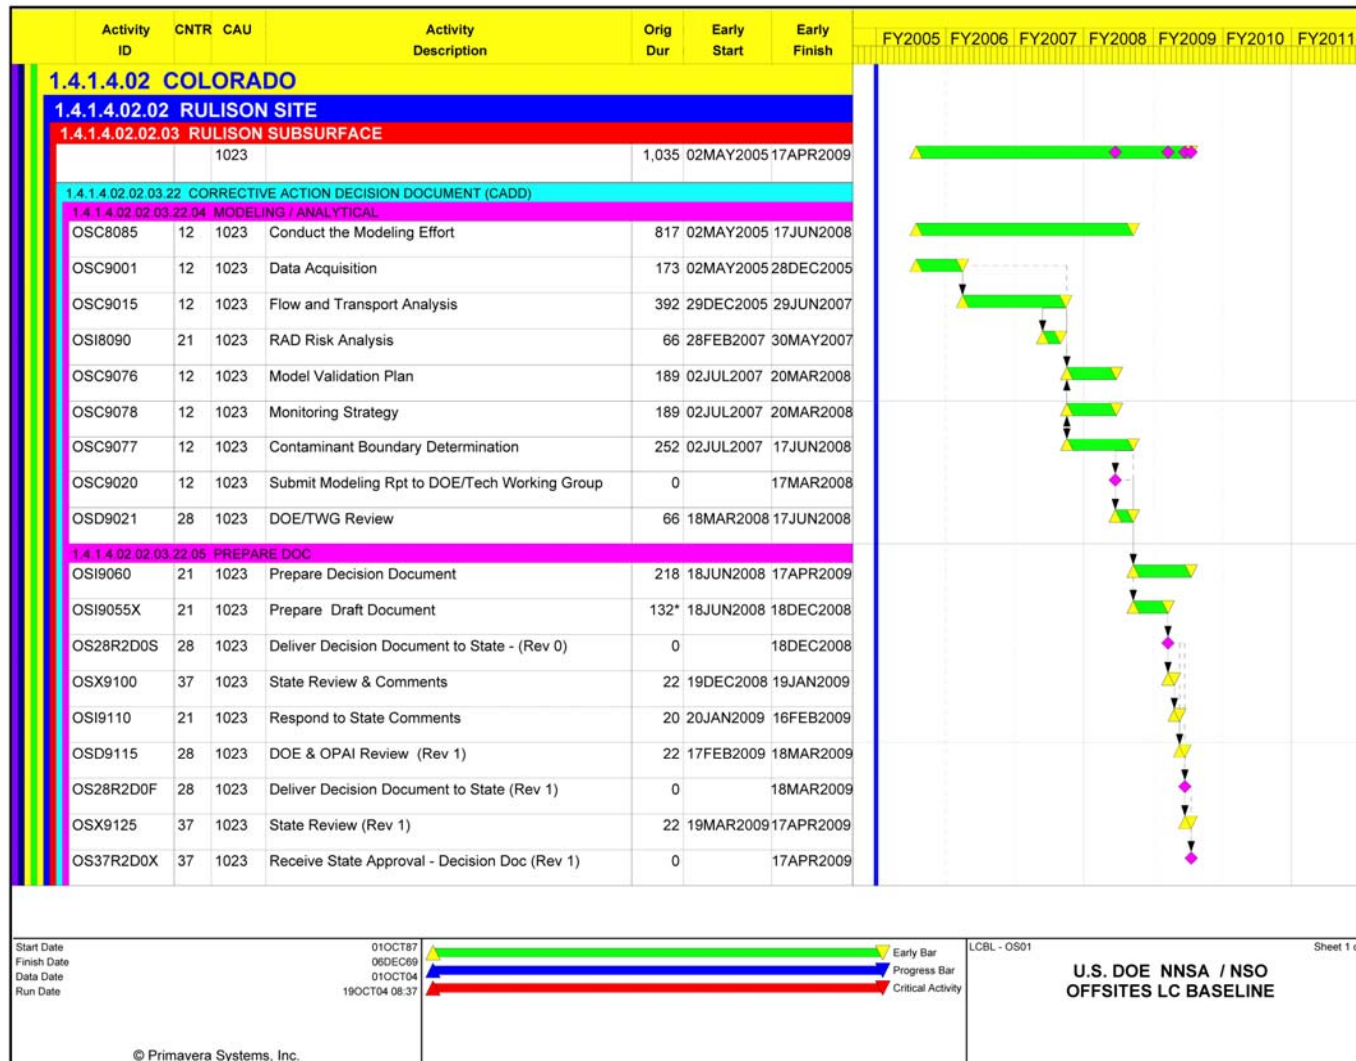 Activity ID CNTR CAU Activity Description Orig Dur Early Start Early Finish FY2005 FY2006 FY2007 FY2008 FY2009 FY2010 FY2011
1.4.1.4.02 COLORADO
1.4.1.4.02.02 RULISON SITE
1.4.1.4.02.02.03 RULISON SUBSURFACE
1023 1,035 02MAY2005 17APR2009
1.4.1.4.02.02.03.22 CORRECTIVE ACTION DECISION DOCUMENT (CADD)
1.4.1.4.02.02.03.22.04 MODELING / ANALYTICAL
OSC8085 12 1023 Conduct the Modeling Effort 817 02MAY2005 17JUN2008
OSC9001 12 1023 Data Acquisition 173 02MAY2005 28DEC2005
OSC9015 12 1023 Flow and Transport Analysis 392 29DEC2005 29JUN2007
OSI8090 21 1023 RAD Risk Analysis 66 28FEB2007 30MAY2007
OSC9076 12 1023 Model Validation Plan 189 02JUL2007 20MAR2008
OSC9078 12 1023 Monitoring Strategy 189 02JUL2007 20MAR2008
OSC9077 12 1023 Contaminant Boundary Determination 252 02JUL2007 17JUN2008
OSC9020 12 1023 Submit Modeling Rpt to DOE/Tech Working Group 0 17MAR2008
OSD9021 28 1023 DOE/TWG Review 66 18MAR2008 17JUN2008
1.4.1.4.02.02.03.22.05 PREPARE DOC
OSI9060 21 1023 Prepare Decision Document 218 18JUN2008 17APR2009
OSI9055X 21 1023 Prepare Draft Document 132* 18JUN2008 18DEC2008
OS28R2D0S 28 1023 Deliver Decision Document to State - (Rev 0) 0 18DEC2008
OSX9100 37 1023 State Review & Comments 22 19DEC2008 19JAN2009
OSI9110 21 1023 Respond to State Comments 20 20JAN2009 16FEB2009
OSD9115 28 1023 DOE & OPAI Review (Rev 1) 22 17FEB2009 18MAR2009
OS28R2D0F 28 1023 Deliver Decision Document to State (Rev 1) 0 18MAR2009
OSX9125 37 1023 State Review (Rev 1) 22 19MAR2009 17APR2009
OS37R2D0X 37 1023 Receive State Approval - Decision Doc (Rev 1) 0 17APR2009
Start Date 01OCT87
Finish Date 06DEC69
Data Date 01OCT04
Run Date 19OCT04 08:37
© Primavera Systems, Inc.
Early Bar
Progress Bar
Critical Activity
LCBL - OS01 Sheet 1
U.S. DOE NNSA / NSO
OFFSITES LC BASELINE